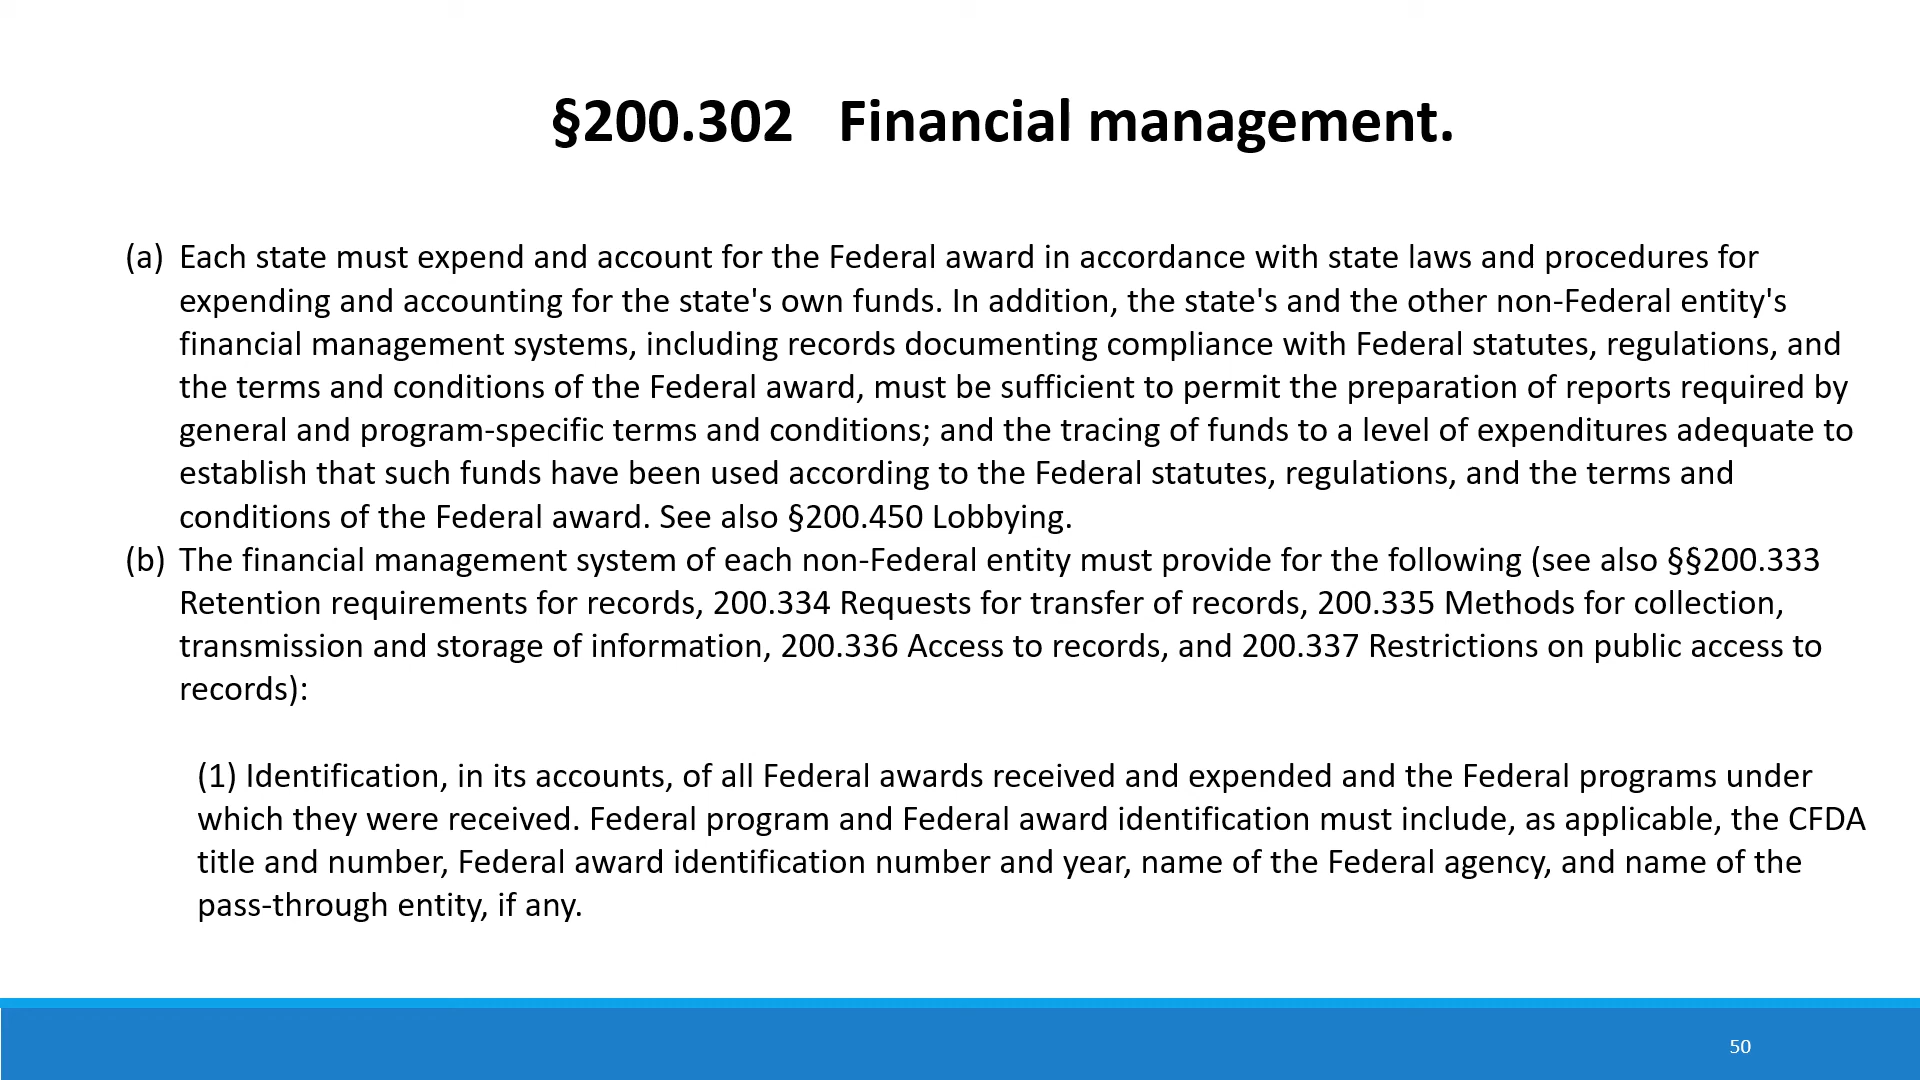 §200.302   Financial management.
(a) Each state must expend and account for the Federal award in accordance with state laws and procedures for
expending and accounting for the state's own funds. In addition, the state's and the other non-Federal entity's
financial management systems, including records documenting compliance with Federal statutes, regulations, and
the terms and conditions of the Federal award, must be sufficient to permit the preparation of reports required by
general and program-specific terms and conditions; and the tracing of funds to a level of expenditures adequate to
establish that such funds have been used according to the Federal statutes, regulations, and the terms and
conditions of the Federal award. See also §200.450 Lobbying.
(b) The financial management system of each non-Federal entity must provide for the following (see also §§200.333
Retention requirements for records, 200.334 Requests for transfer of records, 200.335 Methods for collection,
transmission and storage of information, 200.336 Access to records, and 200.337 Restrictions on public access to
records):
(1) Identification, in its accounts, of all Federal awards received and expended and the Federal programs under
which they were received. Federal program and Federal award identification must include, as applicable, the CFDA
title and number, Federal award identification number and year, name of the Federal agency, and name of the
pass-through entity, if any.
50